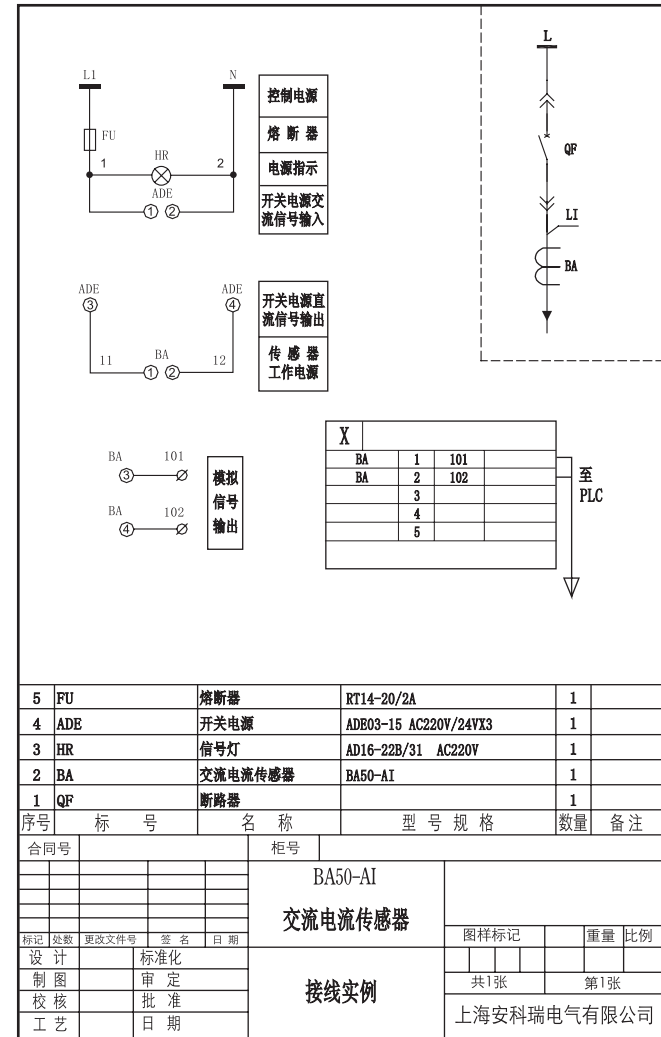 L1
N
FU
1
HR
2
ADE
1 2
控制电源
熔断器
电源指示
开关电源交
流信号输入
L
QF
LI
BA
ADE
3
ADE
4
11
BA
12
1 2
开关电源直
流信号输出
传感器
工作电源
BA 101
3
BA 102
4
模拟
信号
输出
X
BA 1 101
BA 2 102
3
4
5
至
PLC
5 FU 熔断器 RT14-20/2A 1
4 ADE 开关电源 ADE03-15 AC220V/24VX3 1
3 HR 信号灯 AD16-22B/31 AC220V 1
2 BA 交流电流传感器 BA50-AI 1
1 QF 断路器 1
序号 标号 名称 型号规格 数量 备注
合同号 柜号
BA50-AI
交流电流传感器
标记 处数 更改文件号 签名 日期
图样标记 重量 比例
设计 标准化
制图 审定
校核 批准
工艺 日期
接线实例
共1张 第1张
上海安科瑞电气有限公司